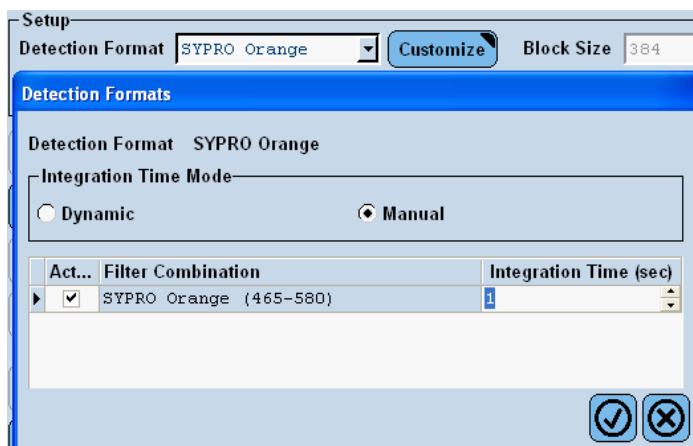 Setup
Detection Format SYPRO Orange Customize Block Size 384
Detection Formats
Detection Format SYPRO Orange
Integration Time Mode
Dynamic Manual
Act... Filter Combination Integration Time (sec)
SYPRO Orange (465-580) 1